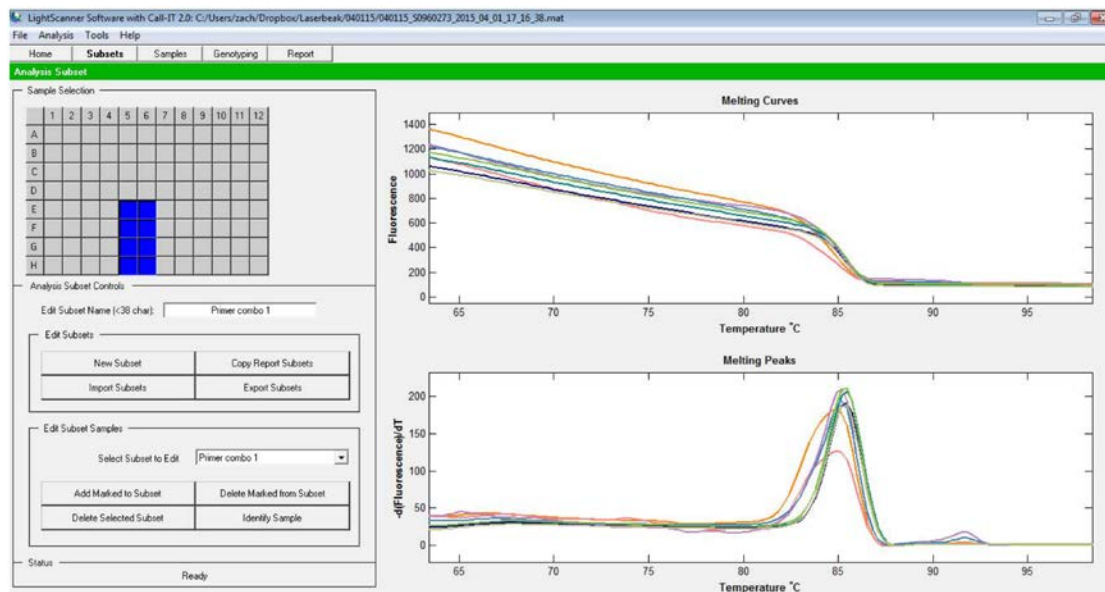 LightScanner Software with Call-IT 2.0: C:/Users/zach/Dropbox/Laserbeak/040115/040115_S0960273_2015_04_01_17_16_38.mat
File Analysis Tools Help
Home Subsets Samples Genotyping Report
Analysis Subset
Sample Selection
1 2 3 4 5 6 7 8 9 10 11 12
A
B
C
D
E
F
G
H
Analysis Subset Controls
Edit Subset Name (<38 char): Primer combo 1
Edit Subsets
New Subset Copy Report Subsets
Import Subsets Export Subsets
Edit Subset Samples
Select Subset to Edit Primer combo 1
Add Marked to Subset Delete Marked from Subset
Delete Selected Subset Identify Sample
Status
Ready
Melting Curves
Fluorescence
1400
1200
1000
800
600
400
200
0
65 70 75 80 85 90 95
Temperature °C
Melting Peaks
-d(Fluorescence)/dT
200
150
100
50
0
65 70 75 80 85 90 95
Temperature °C